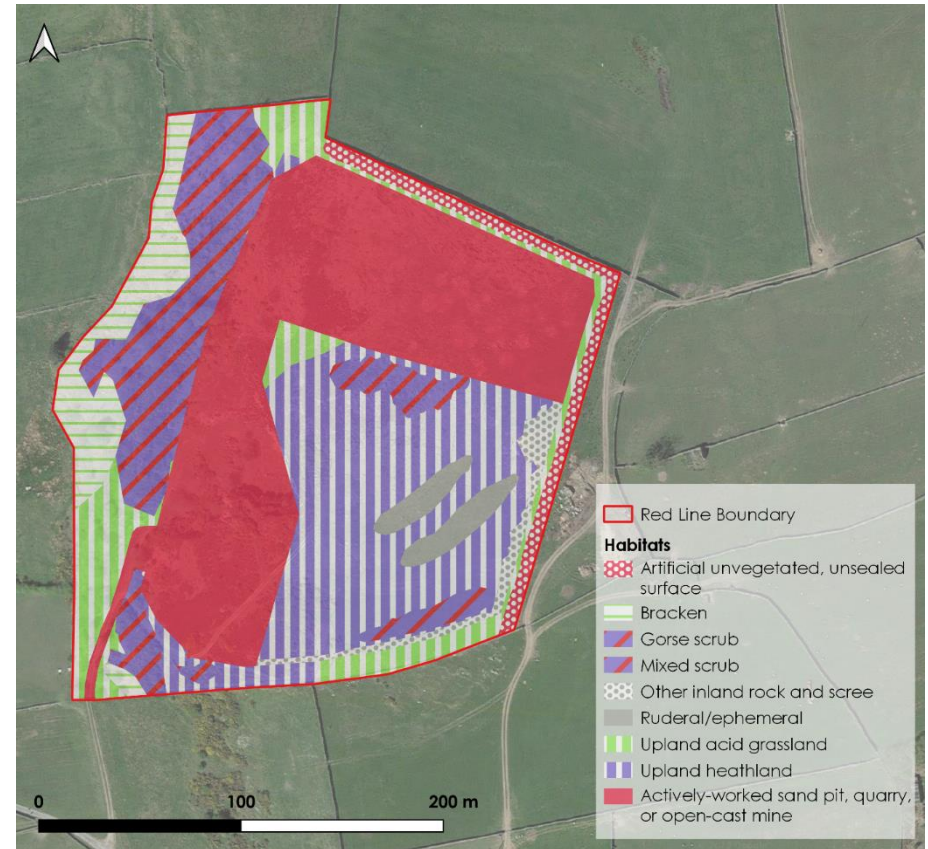 0
100
200 m
Red Line Boundary
Habitats
Artificial unvegetated, unsealed
surface
Bracken
Gorse scrub
Mixed scrub
Other inland rock and scree
Ruderal/ephemeral
Upland acid grassland
Upland heathland
Actively-worked sand pit, quarry,
or open-cast mine